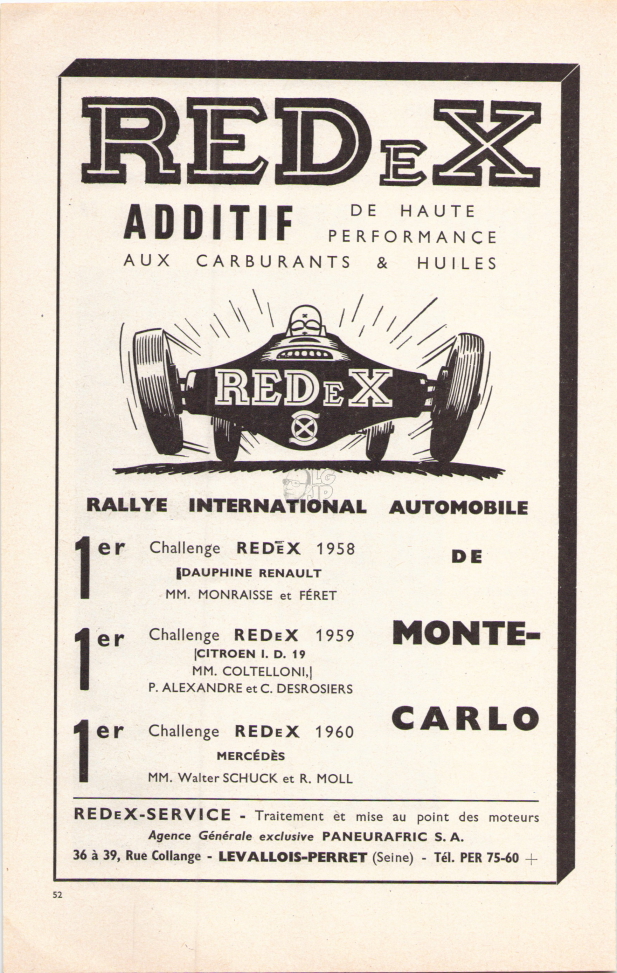 REDEX
ADDITIF DE HAUTE
PERFORMANCE
AUX CARBURANTS & HUILES
REDEX
LG
JP
RALLYE INTERNATIONAL AUTOMOBILE
1er Challenge REDEX 1958
DAUPHINE RENAULT
MM. MONRAISSE et FÉRET
1er Challenge REDEX 1959
CITROEN I. D. 19
MM. COLTELLONI,
P. ALEXANDRE et C. DESROSIERS
1er Challenge REDEX 1960
MERCÉDÈS
MM. Walter SCHUCK et R. MOLL
DE
MONTE-
CARLO
REDEX-SERVICE - Traitement et mise au point des moteurs
Agence Générale exclusive PANEURAFRIC S. A.
36 à 39, Rue Collange - LEVALLOIS-PERRET (Seine) - Tél. PER 75-60 +
52